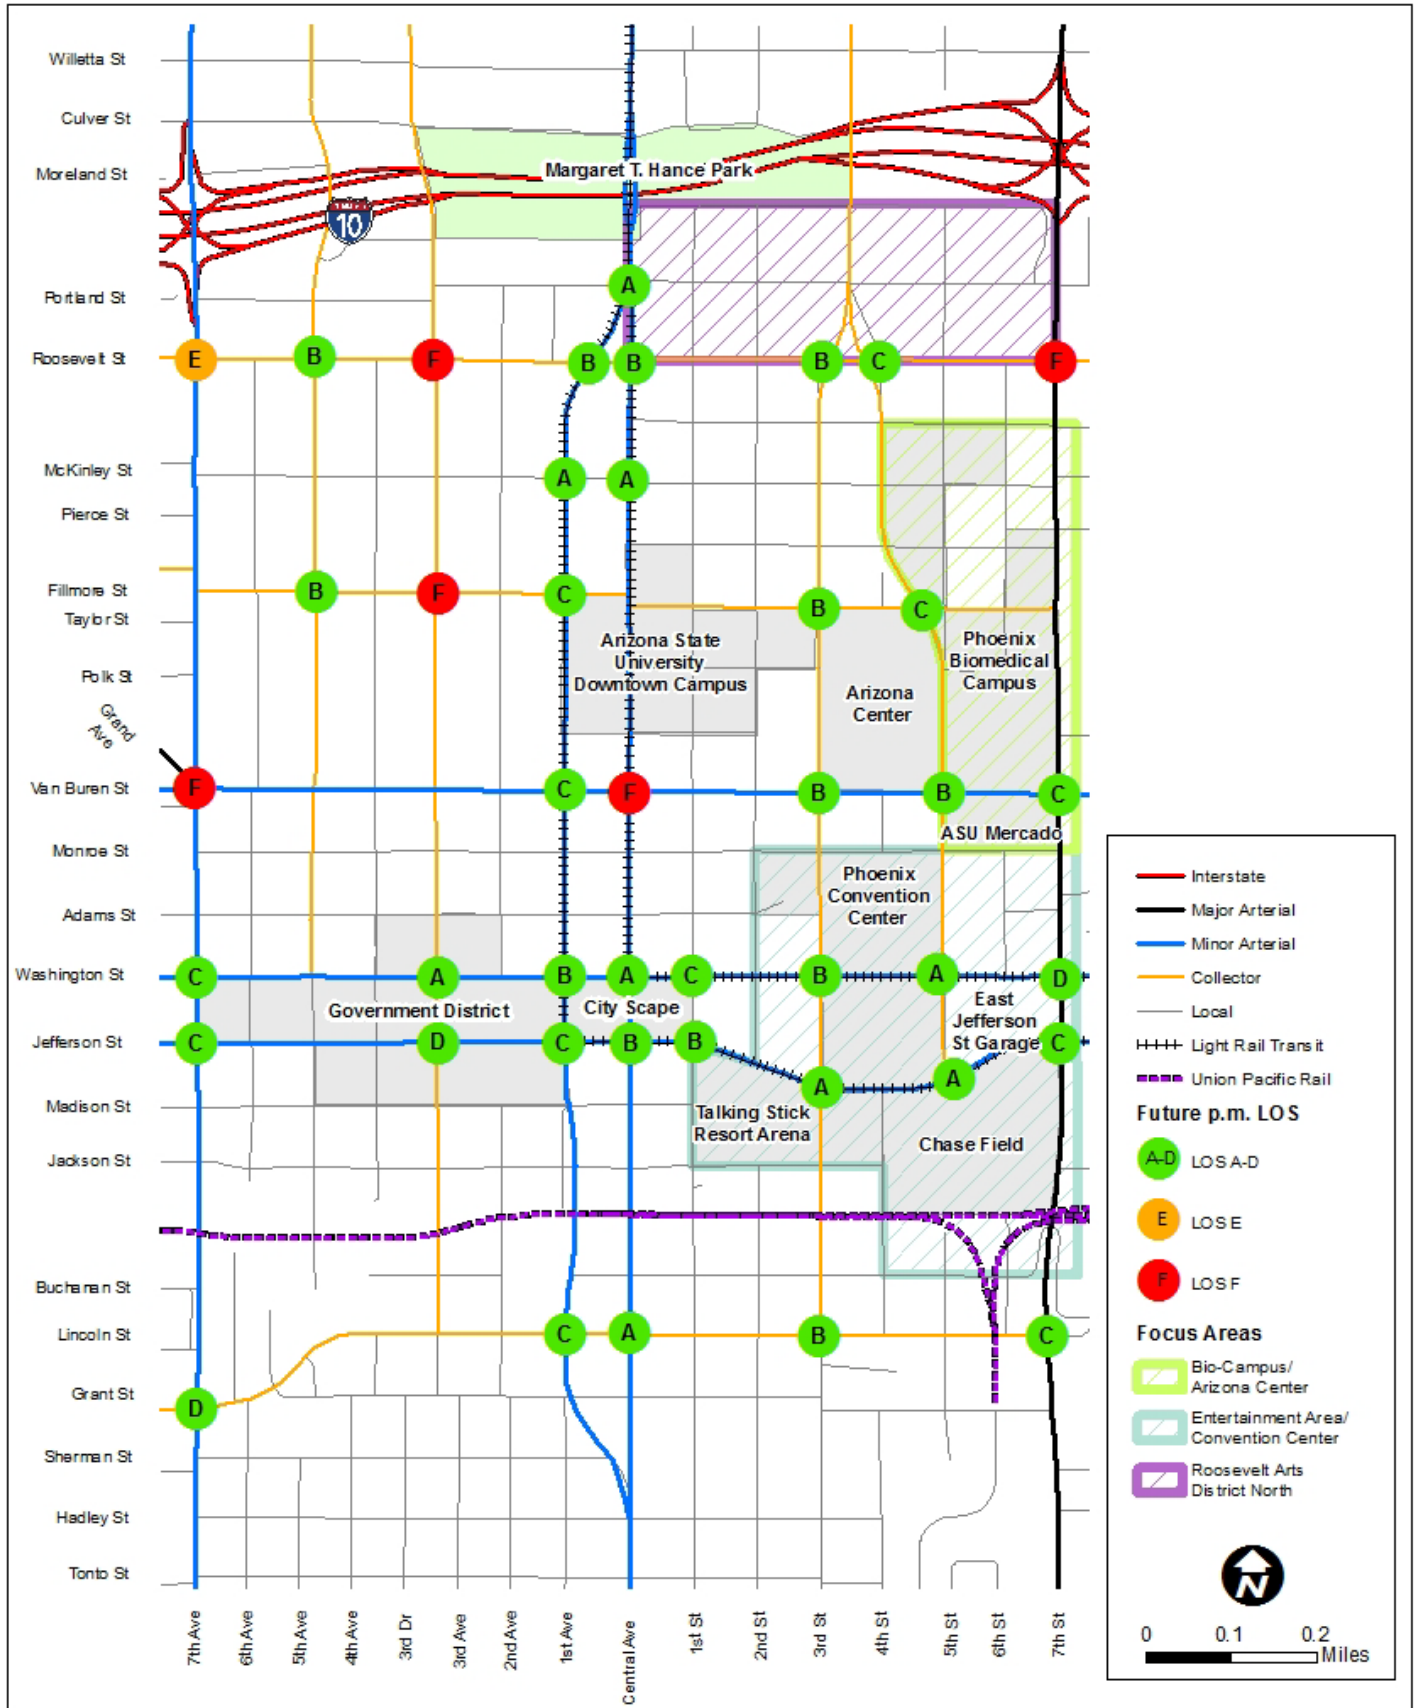 Willetta St
Culver St
Moreland St
Margaret T. Hance Park
INTERSTATE
10
Portland St
A
Roosevelt St
E B F B B B C F
McKinley St
A A
Pierce St
Fillmore St
B F C B C
Taylor St
Arizona State
University
Downtown Campus
Phoenix
Biomedical
Campus
Polk St
Arizona
Center
Grand
Ave
Van Buren St
F C F B B C
ASU Mercado
Monroe St
Phoenix
Convention
Center
Adams St
Washington St
C A B A C B A D
Government District
City Scape
East
Jefferson
St Garage
Jefferson St
C D C B B A A C
Madison St
Talking Stick
Resort Arena
Chase Field
Jackson St
Buchanan St
Lincoln St
C A B C
Grant St
D
Sherman St
Hadley St
Tonto St
7th Ave
6th Ave
5th Ave
4th Ave
3rd Dr
3rd Ave
2nd Ave
1st Ave
Central Ave
1st St
2nd St
3rd St
4th St
5th St
6th St
7th St
Interstate
Major Arterial
Minor Arterial
Collector
Local
Light Rail Transit
Union Pacific Rail
Future p.m. LOS
A-D LOS A-D
E LOS E
F LOS F
Focus Areas
Bio-Campus/
Arizona Center
Entertainment Area/
Convention Center
Roosevelt Arts
District North
N
0 0.1 0.2
Miles